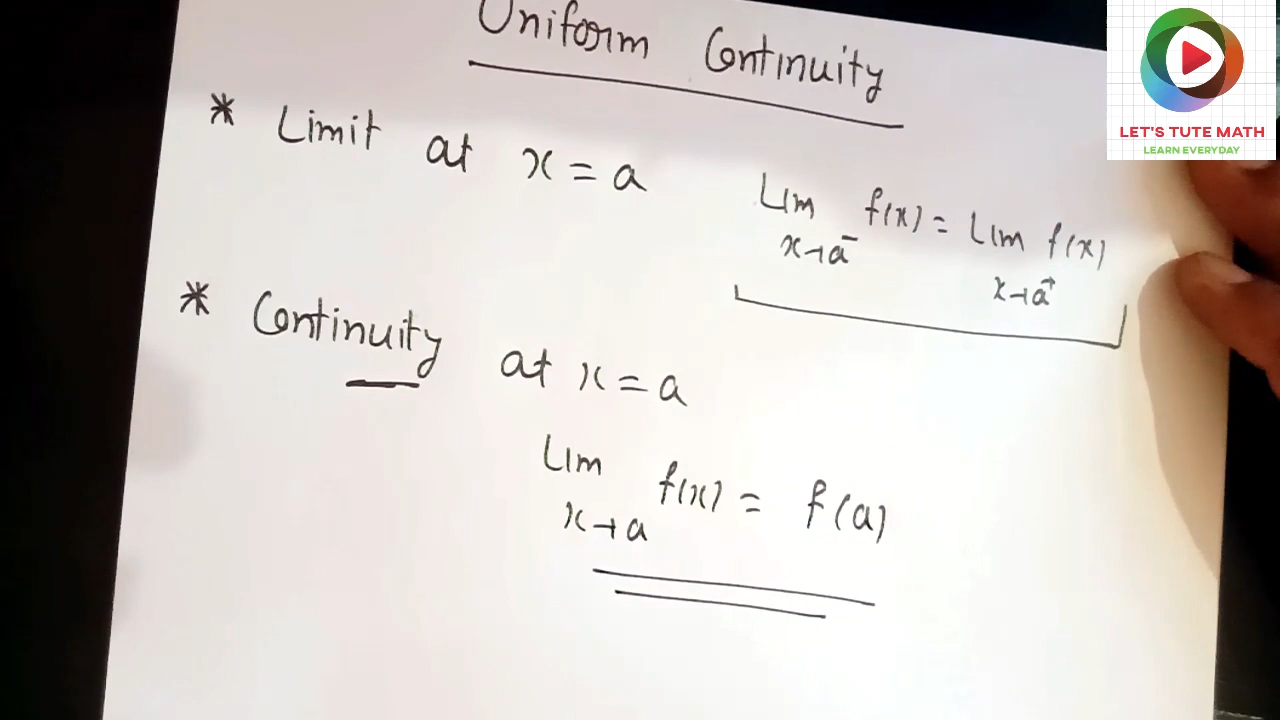 Uniform Continuity
* Limit at x = a
Lim f(x) = Lim f(x)
x→a⁻ x→a⁺
* Continuity at x = a
Lim f(x) = f(a)
x→a
LET'S TUTE MATH
LEARN EVERYDAY